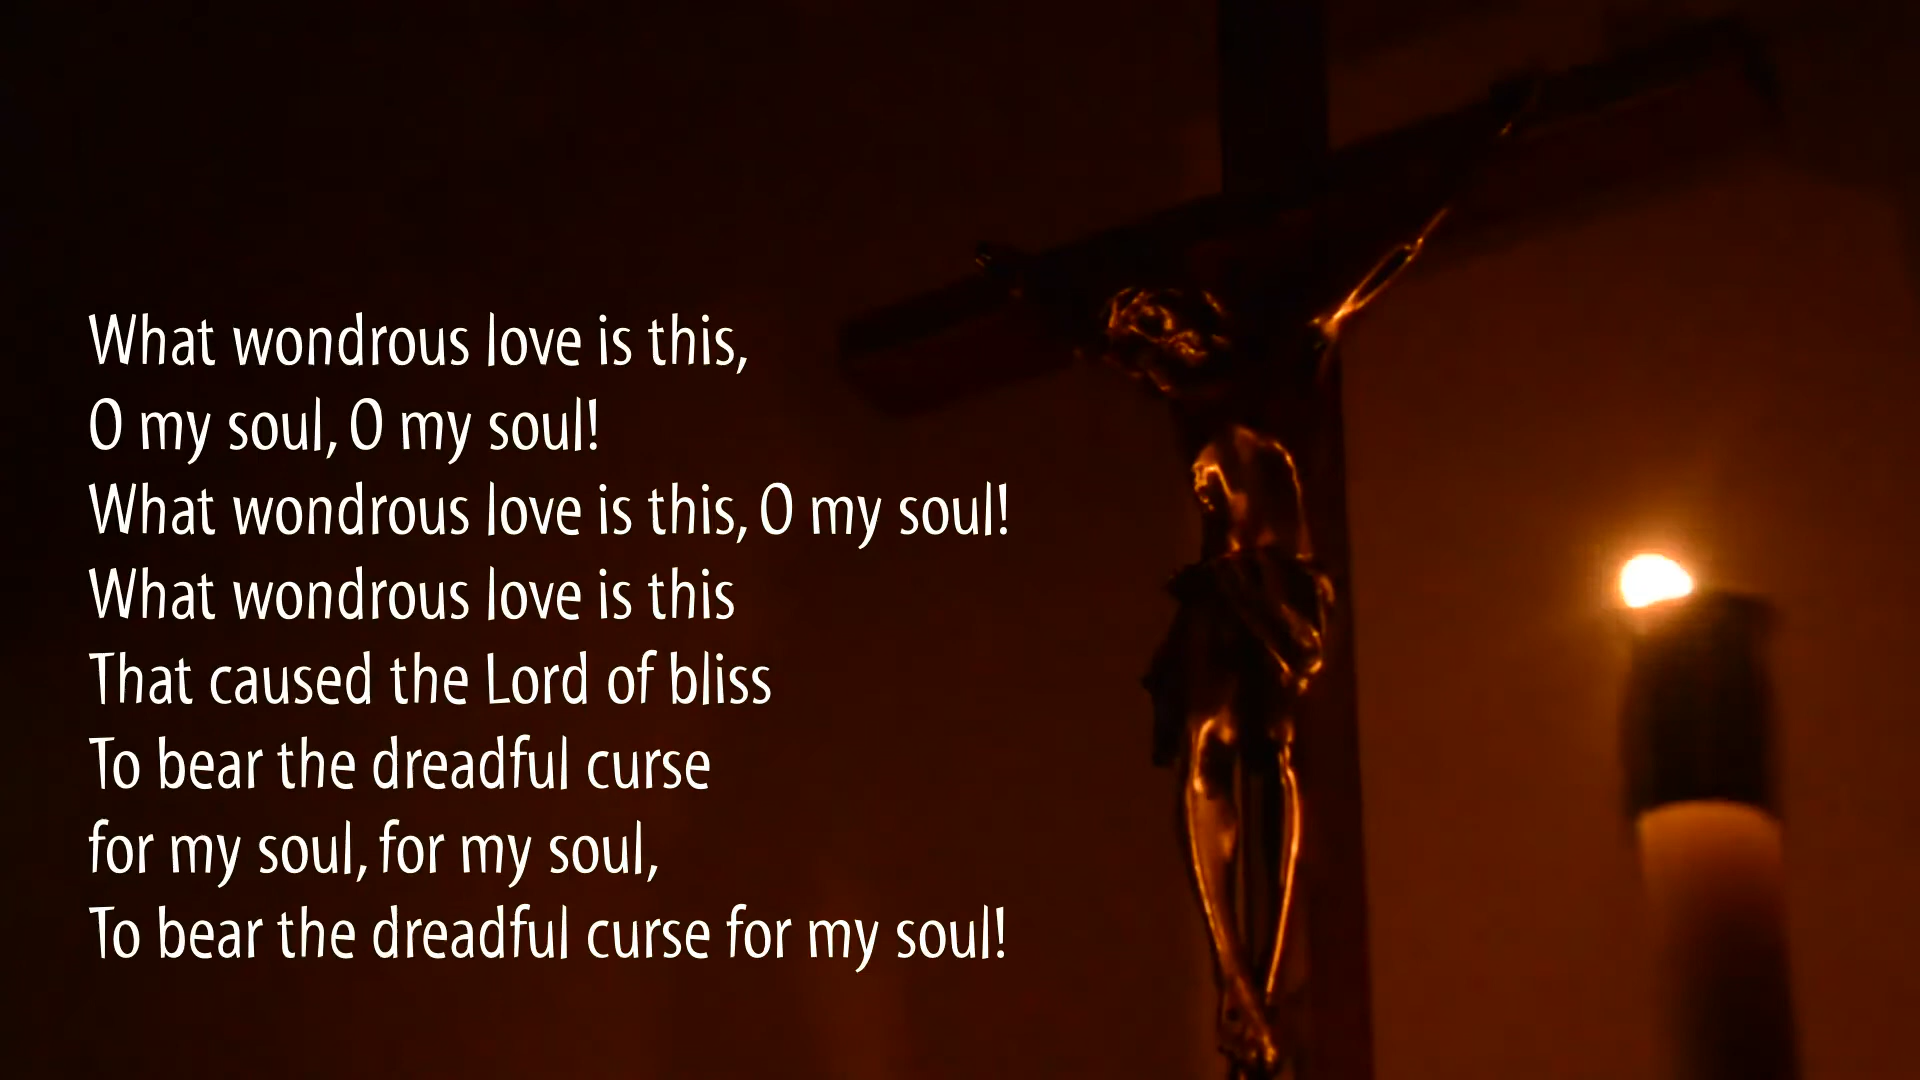 What wondrous love is this,
O my soul, O my soul!
What wondrous love is this, O my soul!
What wondrous love is this
That caused the Lord of bliss
To bear the dreadful curse
for my soul, for my soul,
To bear the dreadful curse for my soul!